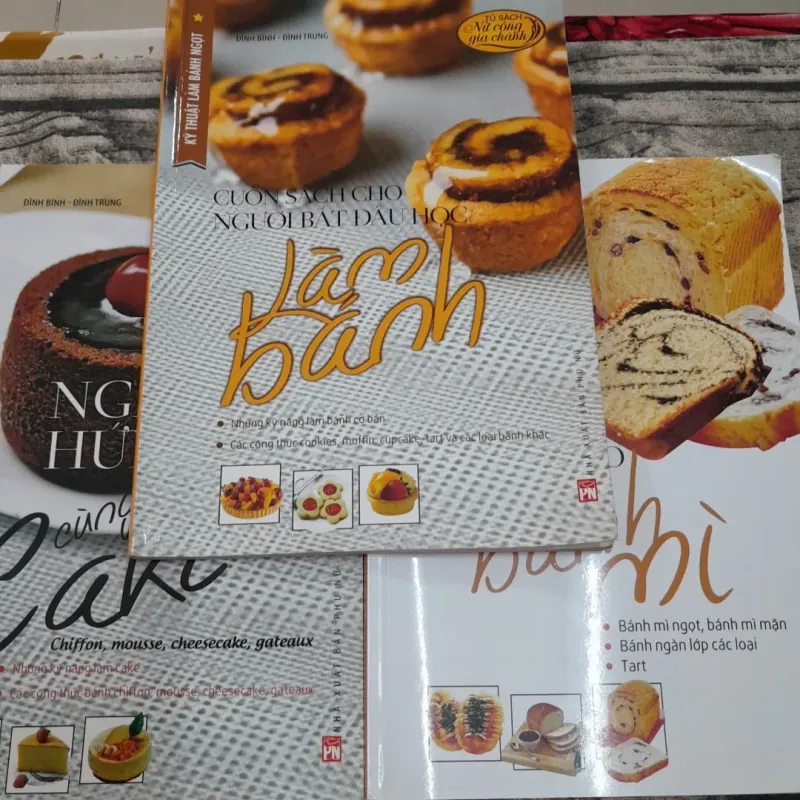 KỸ THUẬT LÀM BÁNH NGỌT
ĐÌNH BÌNH - ĐÌNH TRUNG
TỦ SÁCH
Nữ công
gia chánh
CUỐN SÁCH CHO
NGƯỜI BẮT ĐẦU HỌC
Làm
bánh
Những kỹ năng làm bánh cơ bản
Các công thức cookies, muffin, cupcake, tart và các loại bánh khác
NHÀ XUẤT BẢN PHỤ NỮ
PN
ĐÌNH BÌNH - ĐÌNH TRUNG
HỨ
cùng
Cake
Chiffon, mousse, cheesecake, gateaux
Những kỹ năng làm cake
Các công thức bánh chiffon, mousse, cheesecake, gateaux
NHÀ XUẤT BẢN PHỤ NỮ
PN
bánh
mì
Bánh mì ngọt, bánh mì mặn
Bánh ngàn lớp các loại
Tart